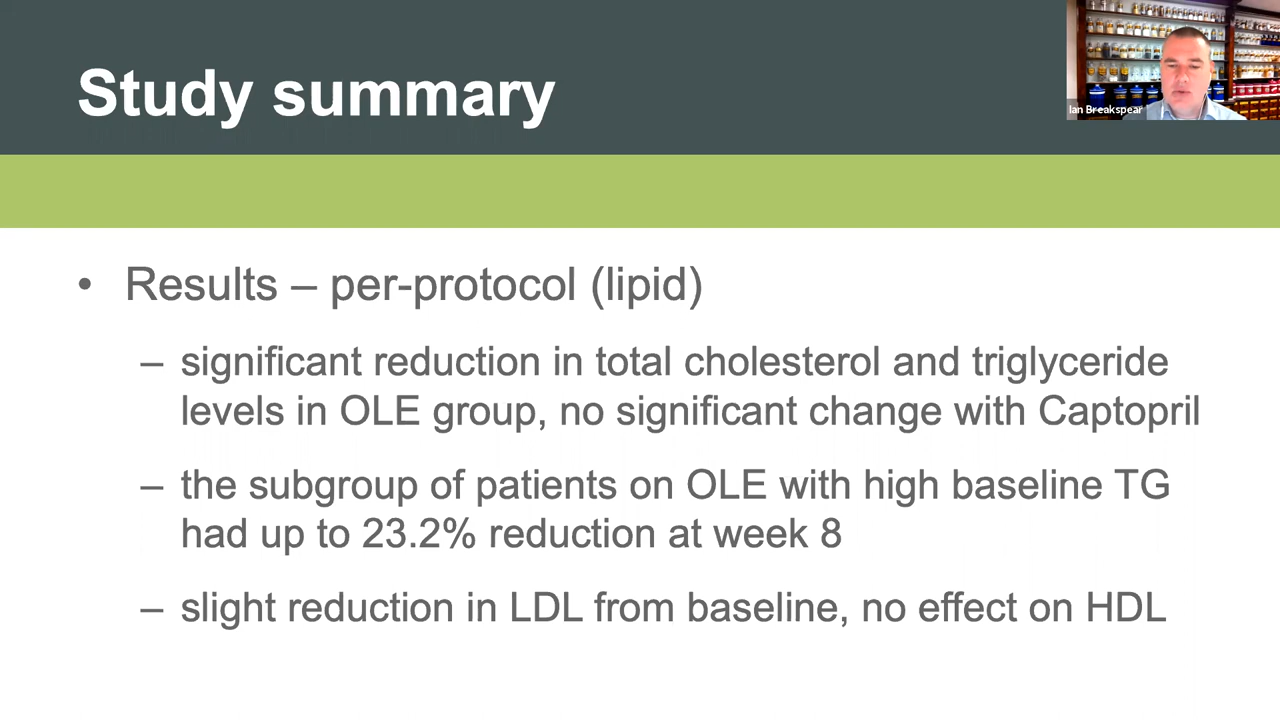 Study summary
Ian Breakspear
• Results – per-protocol (lipid)
– significant reduction in total cholesterol and triglyceride
levels in OLE group, no significant change with Captopril
– the subgroup of patients on OLE with high baseline TG
had up to 23.2% reduction at week 8
– slight reduction in LDL from baseline, no effect on HDL